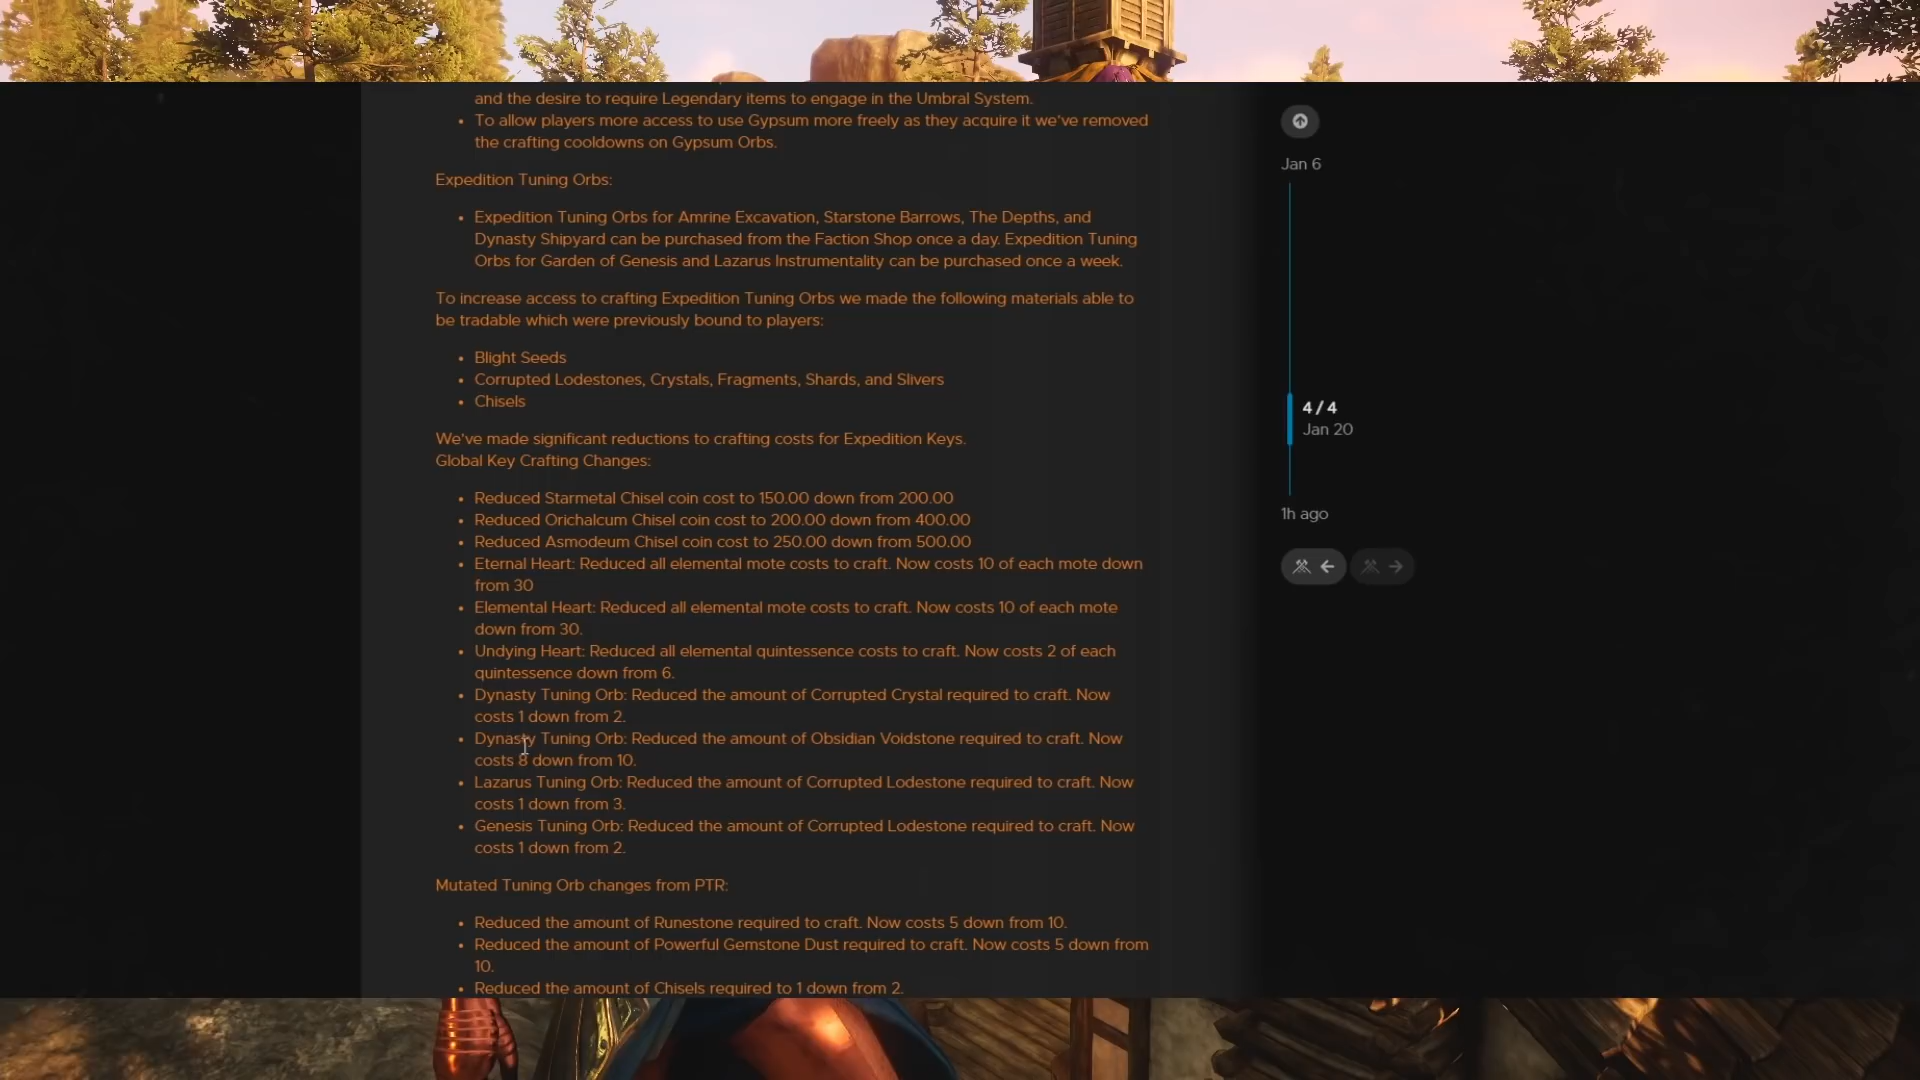 and the desire to require Legendary items to engage in the Umbral System.
• To allow players more access to use Gypsum more freely as they acquire it we've removed
the crafting cooldowns on Gypsum Orbs.
Expedition Tuning Orbs:
• Expedition Tuning Orbs for Amrine Excavation, Starstone Barrows, The Depths, and
Dynasty Shipyard can be purchased from the Faction Shop once a day. Expedition Tuning
Orbs for Garden of Genesis and Lazarus Instrumentality can be purchased once a week.
To increase access to crafting Expedition Tuning Orbs we made the following materials able to
be tradable which were previously bound to players:
• Blight Seeds
• Corrupted Lodestones, Crystals, Fragments, Shards, and Slivers
• Chisels
We've made significant reductions to crafting costs for Expedition Keys.
Global Key Crafting Changes:
• Reduced Starmetal Chisel coin cost to 150.00 down from 200.00
• Reduced Orichalcum Chisel coin cost to 200.00 down from 400.00
• Reduced Asmodeum Chisel coin cost to 250.00 down from 500.00
• Eternal Heart: Reduced all elemental mote costs to craft. Now costs 10 of each mote down
from 30
• Elemental Heart: Reduced all elemental mote costs to craft. Now costs 10 of each mote
down from 30.
• Undying Heart: Reduced all elemental quintessence costs to craft. Now costs 2 of each
quintessence down from 6.
• Dynasty Tuning Orb: Reduced the amount of Corrupted Crystal required to craft. Now
costs 1 down from 2.
• Dynasty Tuning Orb: Reduced the amount of Obsidian Voidstone required to craft. Now
costs 8 down from 10.
• Lazarus Tuning Orb: Reduced the amount of Corrupted Lodestone required to craft. Now
costs 1 down from 3.
• Genesis Tuning Orb: Reduced the amount of Corrupted Lodestone required to craft. Now
costs 1 down from 2.
Mutated Tuning Orb changes from PTR:
• Reduced the amount of Runestone required to craft. Now costs 5 down from 10.
• Reduced the amount of Powerful Gemstone Dust required to craft. Now costs 5 down from
10.
• Reduced the amount of Chisels required to 1 down from 2.
Jan 6
4 / 4
Jan 20
1h ago